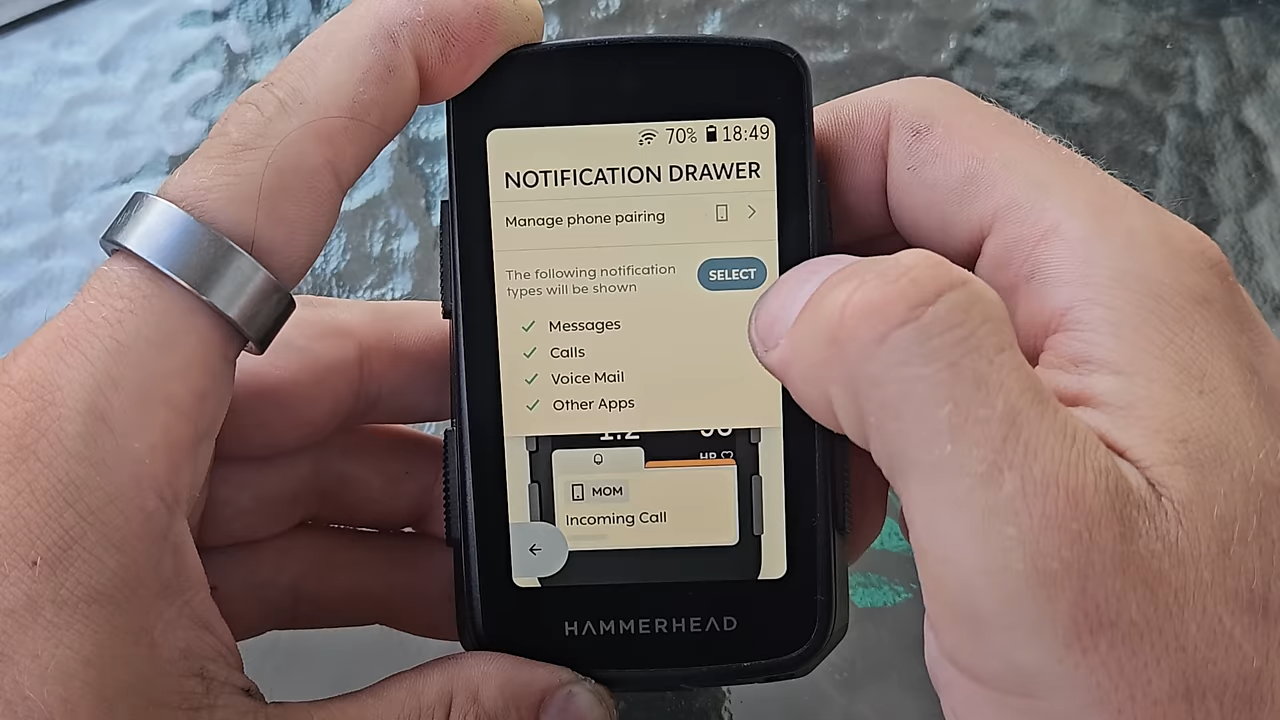 70% 18:49
NOTIFICATION DRAWER
Manage phone pairing
The following notification
types will be shown
SELECT
Messages
Calls
Voice Mail
Other Apps
HR
MOM
Incoming Call
HAMMERHEAD